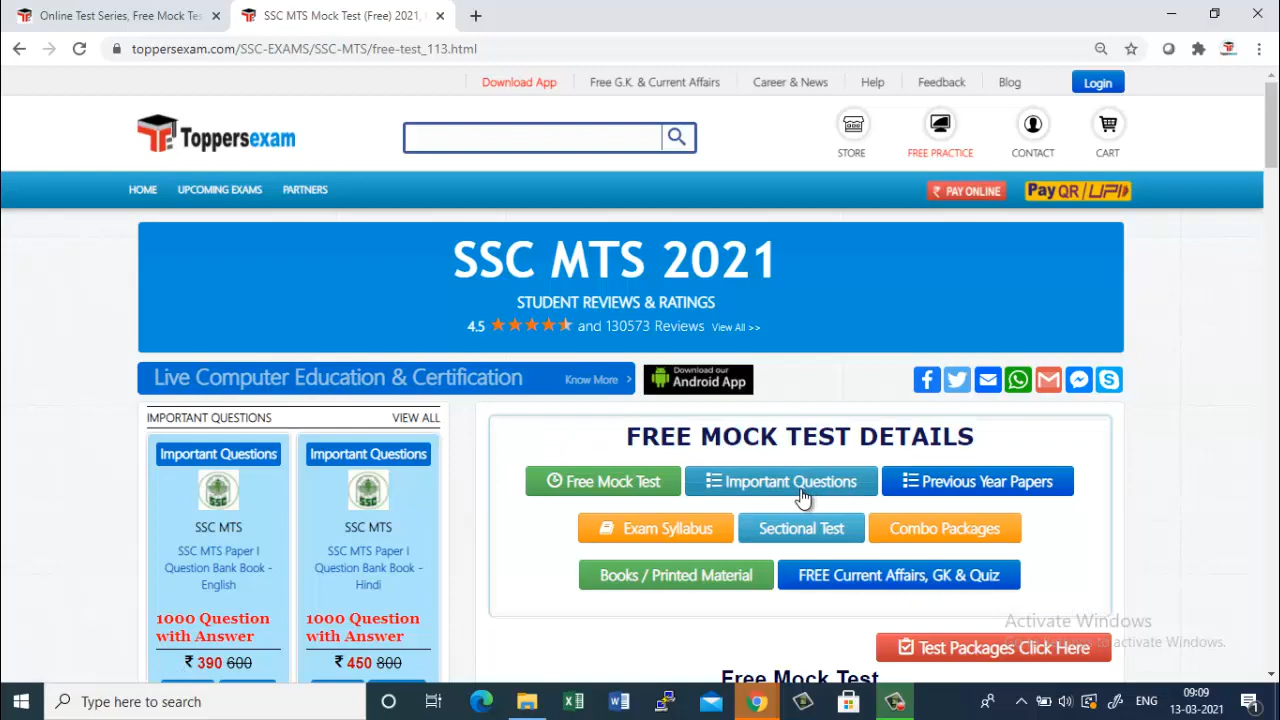 Online Test Series, Free Mock Tes
SSC MTS Mock Test (Free) 2021,
toppersexam.com/SSC-EXAMS/SSC-MTS/free-test_113.html
Download App
Free G.K. & Current Affairs
Career & News
Help
Feedback
Blog
Login
Toppersexam
STORE
FREE PRACTICE
CONTACT
CART
HOME
UPCOMING EXAMS
PARTNERS
₹ PAY ONLINE
Pay QR / UPI
SSC MTS 2021
STUDENT REVIEWS & RATINGS
4.5 and 130573 Reviews View All >>
Live Computer Education & Certification
Know More >
Download our
Android App
IMPORTANT QUESTIONS
VIEW ALL
Important Questions
SSC
SSC MTS
SSC MTS Paper I
Question Bank Book -
English
1000 Question
with Answer
₹ 390 600
Important Questions
SSC
SSC MTS
SSC MTS Paper I
Question Bank Book -
Hindi
1000 Question
with Answer
₹ 450 800
FREE MOCK TEST DETAILS
Free Mock Test
Important Questions
Previous Year Papers
Exam Syllabus
Sectional Test
Combo Packages
Books / Printed Material
FREE Current Affairs, GK & Quiz
Test Packages Click Here
Free Mock Test
Activate Windows
to activate Windows.
Type here to search
ENG
09:09
13-03-2021
1